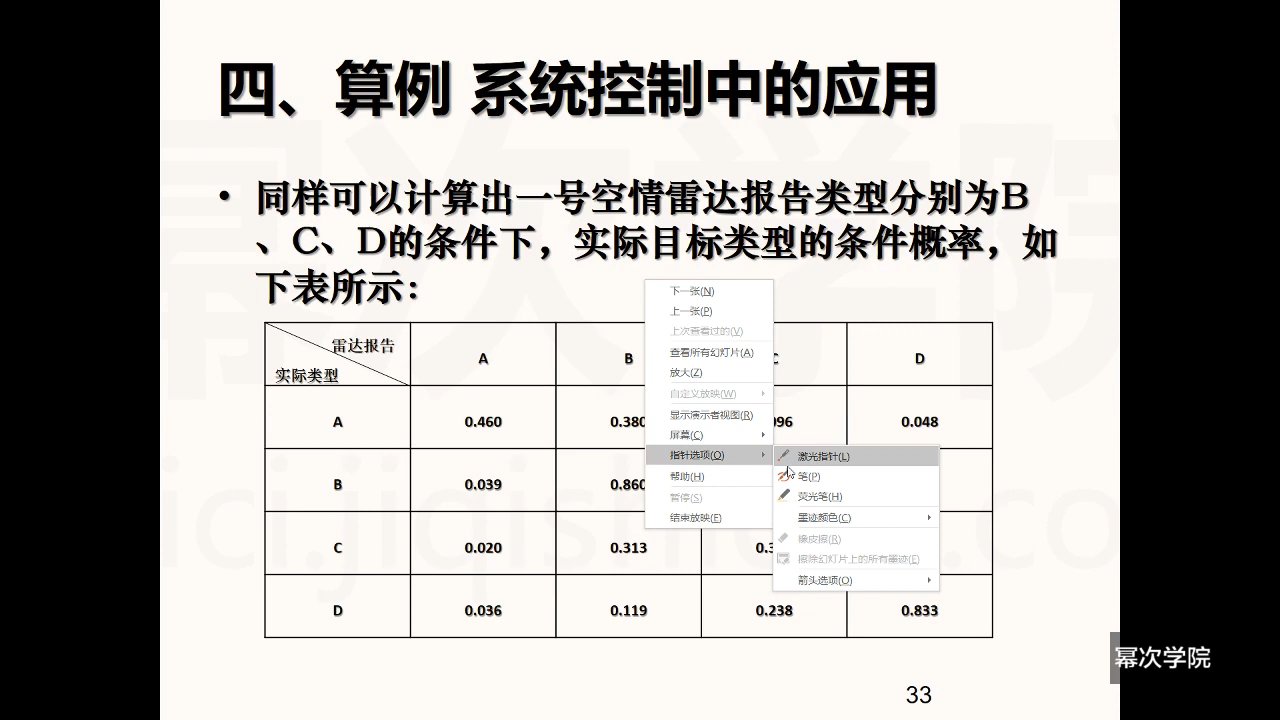 四、算例 系统控制中的应用
• 同样可以计算出一号空情雷达报告类型分别为B
、C、D的条件下，实际目标类型的条件概率，如
下表所示：
雷达报告
实际类型
A
B
C
D
A
0.460
0.380
0.048
B
0.039
0.860
C
0.020
0.313
D
0.036
0.119
0.238
0.833
下一张(N)
上一张(P)
上次查看过的(V)
查看所有幻灯片(A)
放大(Z)
自定义放映(W)
显示演示者视图(R)
屏幕(C)
指针选项(O)
帮助(H)
暂停(S)
结束放映(E)
激光指针(L)
笔(P)
荧光笔(H)
墨迹颜色(C)
橡皮擦(R)
擦除幻灯片上的所有墨迹(E)
箭头选项(O)
幂次学院
33